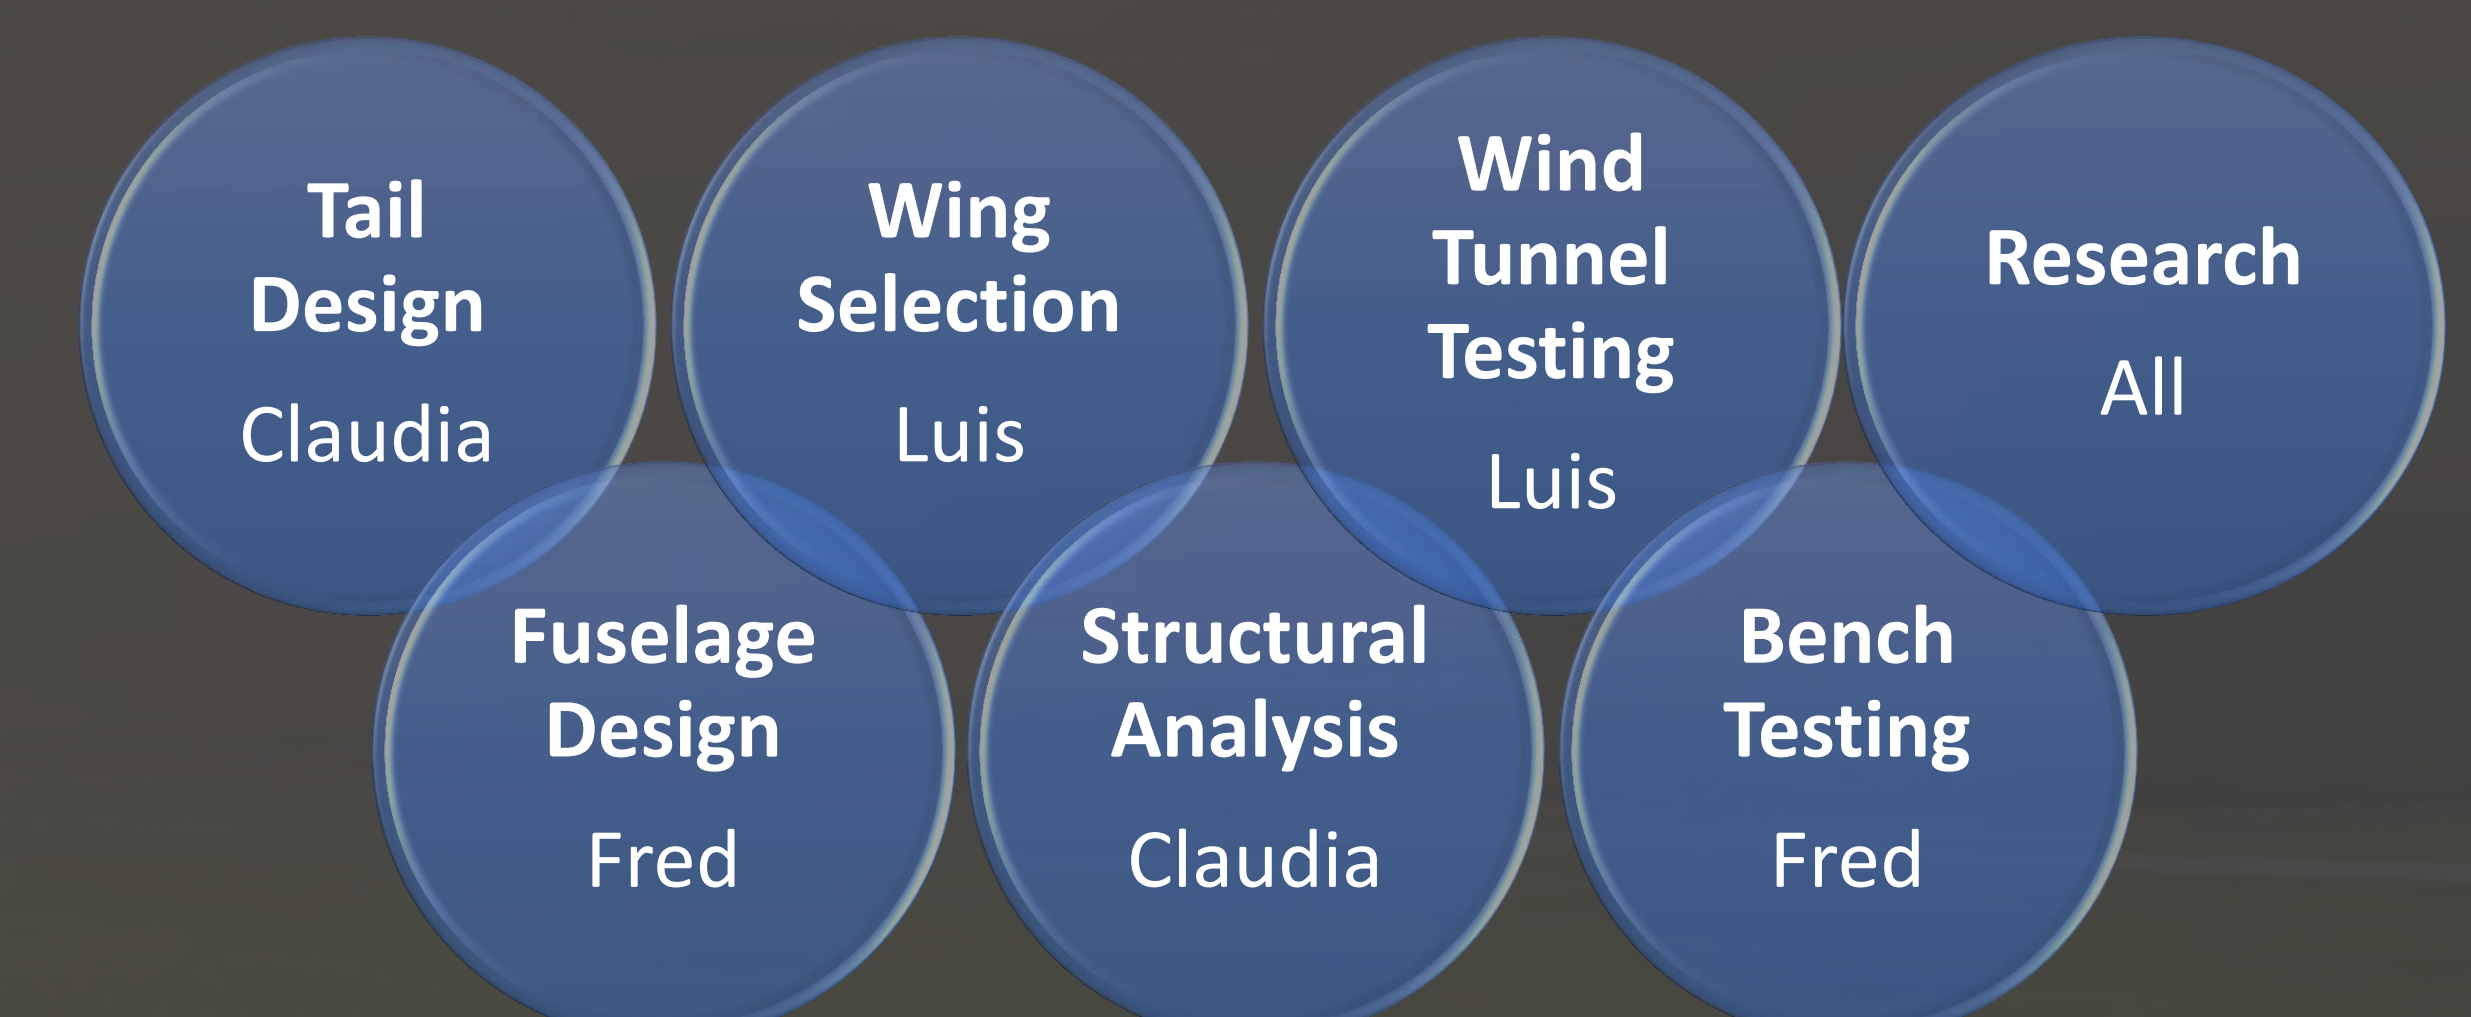 Tail
Design
Claudia
Fuselage
Design
Fred
Wing
Selection
Luis
Structural
Analysis
Claudia
Wind
Tunnel
Testing
Luis
Bench
Testing
Fred
Research
All